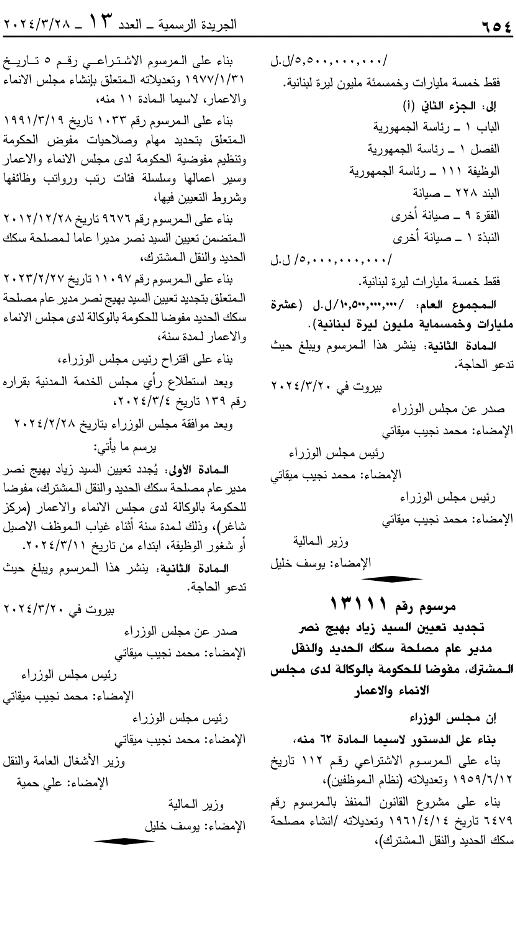 ٦٥٤
الجريدة الرسمية ــ العدد ١٣ ــ ٢٠٢٤/٣/٢٨
/٥,٥٠٠,٠٠٠,٠٠٠/ل.ل
فقط خمسة مليارات وخمسمئة مليون ليرة لبنانية.
إلى: الجزء الثاني (أ)
الباب ١ ــ رئاسة الجمهورية
الفصل ١ ــ رئاسة الجمهورية
الوظيفة ١١١ ــ رئاسة الجمهورية
البند ٢٢٨ ــ صيانة
الفقرة ٩ ــ صيانة أخرى
النبذة ١ ــ صيانة أخرى
/٥,٠٠٠,٠٠٠,٠٠٠/ ل.ل
فقط خمسة مليارات ليرة لبنانية.
المجموع العام: /١٠,٥٠٠,٠٠٠,٠٠٠/ل.ل (عشرة
مليارات وخمسماية مليون ليرة لبنانية).
المادة الثانية: ينشر هذا المرسوم ويبلغ حيث
تدعو الحاجة.
بيروت في ٢٠٢٤/٣/٢٠
صدر عن مجلس الوزراء
الإمضاء: محمد نجيب ميقاتي
رئيس مجلس الوزراء
الإمضاء: محمد نجيب ميقاتي
رئيس مجلس الوزراء
الإمضاء: محمد نجيب ميقاتي
وزير المالية
الإمضاء: يوسف خليل
مرسوم رقم ١٣١١١
تجديد تعيين السيد زياد بهيج نصر
مدير عام مصلحة سكك الحديد والنقل
المشترك، مفوضا للحكومة بالوكالة لدى مجلس
الانماء والاعمار
إن مجلس الوزراء
بناء على الدستور لاسيما المادة ٦٢ منه،
بناء على المرسوم الاشتراعي رقم ١١٢ تاريخ
١٩٥٩/٦/١٢ وتعديلاته (نظام الموظفين)،
بناء على مشروع القانون المنفذ بالمرسوم رقم
٦٤٧٩ تاريخ ١٩٦١/٤/١٤ وتعديلاته /انشاء مصلحة
سكك الحديد والنقل المشترك)،
بناء على المرسوم الاشتراعي رقم ٥ تاريخ
١٩٧٧/١/٣١ وتعديلاته المتعلق بإنشاء مجلس الانماء
والاعمار، لاسيما المادة ١١ منه،
بناء على المرسوم رقم ١٠٣٣ تاريخ ١٩٩١/٣/١٩
المتعلق بتحديد مهام وصلاحيات مفوض الحكومة
وتنظيم مفوضية الحكومة لدى مجلس الانماء والاعمار
وسير اعمالها وسلسلة فئات رتب ورواتب وظائفها
وشروط التعيين فيها،
بناء على المرسوم رقم ٩٦٧٦ تاريخ ٢٠١٢/١٢/٢٨
المتضمن تعيين السيد نصر مديرا عاما لمصلحة سكك
الحديد والنقل المشترك،
بناء على المرسوم رقم ١١٠٩٧ تاريخ ٢٠٢٣/٢/٢٧
المتعلق بتجديد تعيين السيد بهيج نصر مدير عام مصلحة
سكك الحديد مفوضا للحكومة بالوكالة لدى مجلس الانماء
والاعمار لمدة سنة،
بناء على اقتراح رئيس مجلس الوزراء،
وبعد استطلاع رأي مجلس الخدمة المدنية بقراره
رقم ١٣٩ تاريخ ٢٠٢٤/٣/٤،
وبعد موافقة مجلس الوزراء بتاريخ ٢٠٢٤/٢/٢٨
يرسم ما يأتي:
المادة الأولى: يُجدد تعيين السيد زياد بهيج نصر
مدير عام مصلحة سكك الحديد والنقل المشترك، مفوضا
للحكومة بالوكالة لدى مجلس الانماء والاعمار (مركز
شاغر)، وذلك لمدة سنة أثناء غياب الموظف الاصيل
أو شغور الوظيفة، ابتداء من تاريخ ٢٠٢٤/٣/١١.
المادة الثانية: ينشر هذا المرسوم ويبلغ حيث
تدعو الحاجة.
بيروت في ٢٠٢٤/٣/٢٠
صدر عن مجلس الوزراء
الإمضاء: محمد نجيب ميقاتي
رئيس مجلس الوزراء
الإمضاء: محمد نجيب ميقاتي
رئيس مجلس الوزراء
الإمضاء: محمد نجيب ميقاتي
وزير الأشغال العامة والنقل
الإمضاء: علي حمية
وزير المالية
الإمضاء: يوسف خليل